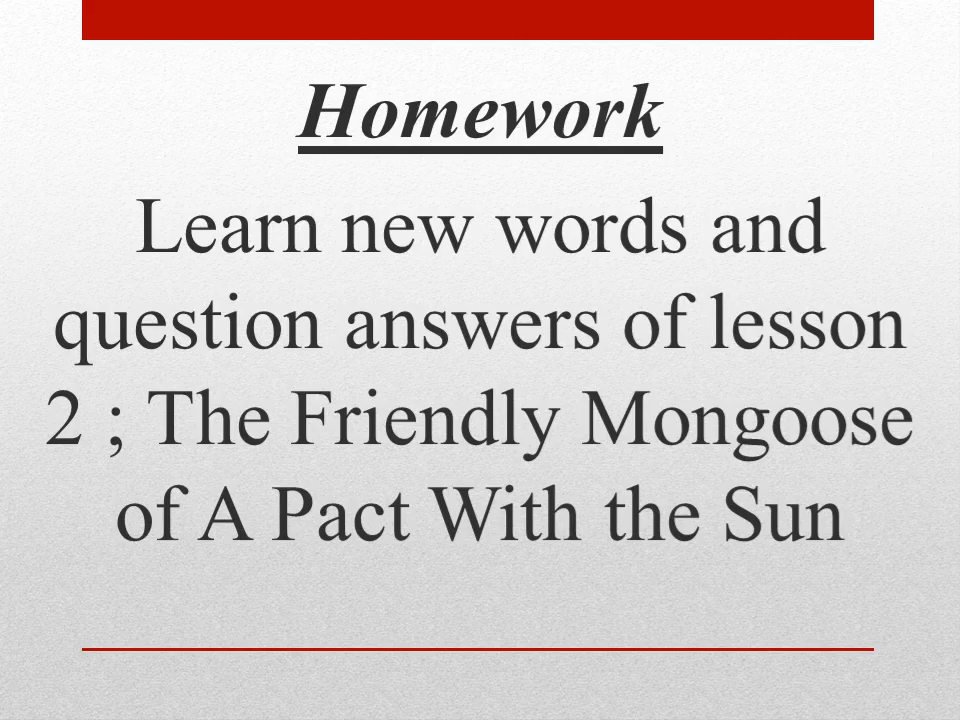 Homework
Learn new words and
question answers of lesson
2 ; The Friendly Mongoose
of A Pact With the Sun